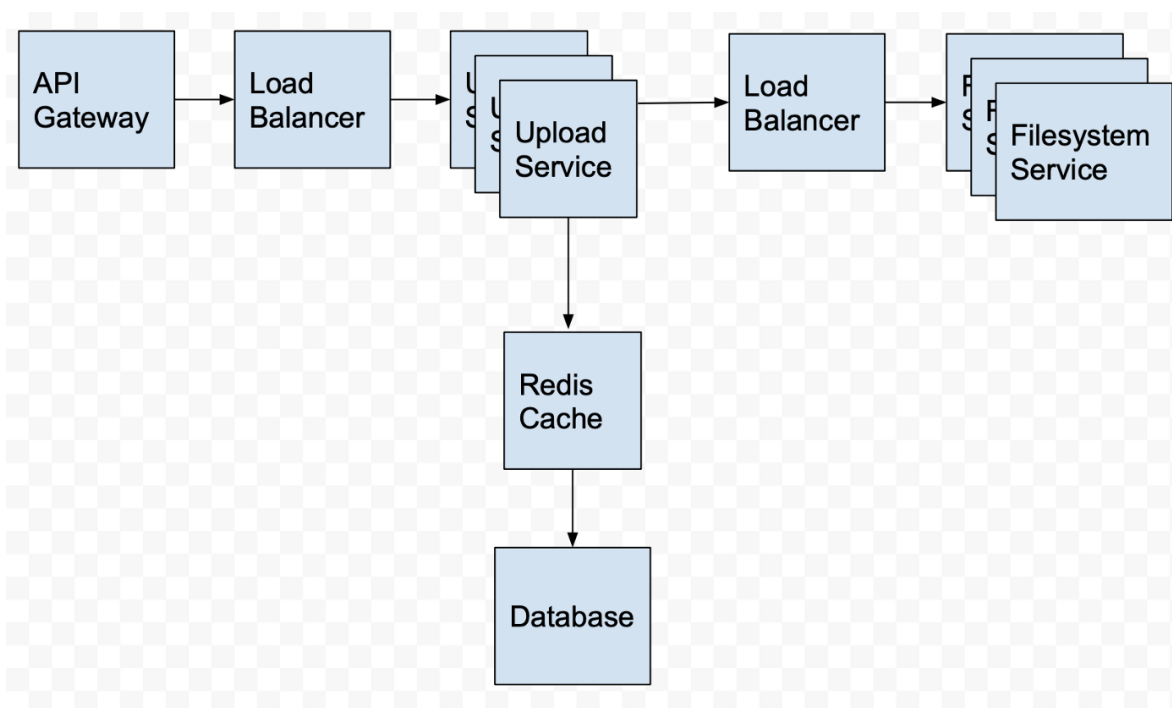 API
Gateway
Load
Balancer
U
S
U
S
Upload
Service
Load
Balancer
F
S
F
S
Filesystem
Service
Redis
Cache
Database